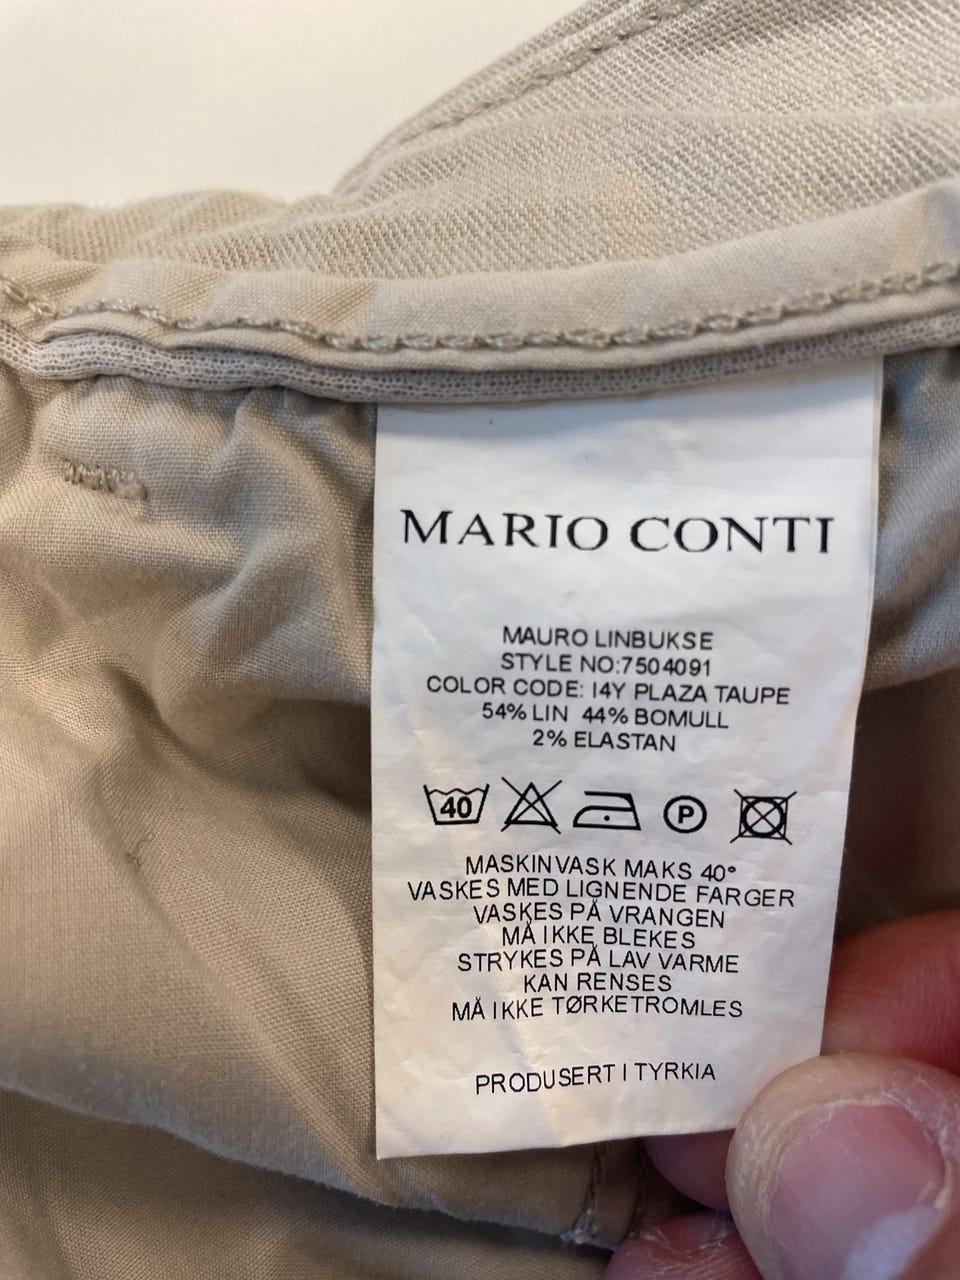 MARIO CONTI
MAURO LINBUKSE
STYLE NO:7504091
COLOR CODE: I4Y PLAZA TAUPE
54% LIN 44% BOMULL
2% ELASTAN
40 P
MASKINVASK MAKS 40°
VASKES MED LIGNENDE FARGER
VASKES PÅ VRANGEN
MÅ IKKE BLEKES
STRYKES PÅ LAV VARME
KAN RENSES
MÅ IKKE TØRKETROMLES
PRODUSERT I TYRKIA